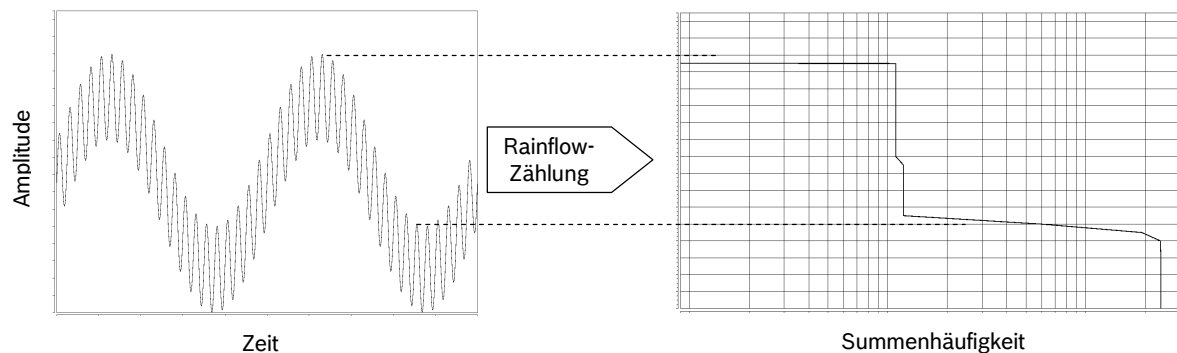 Amplitude
Zeit
Rainflow-
Zählung
Summenhäufigkeit